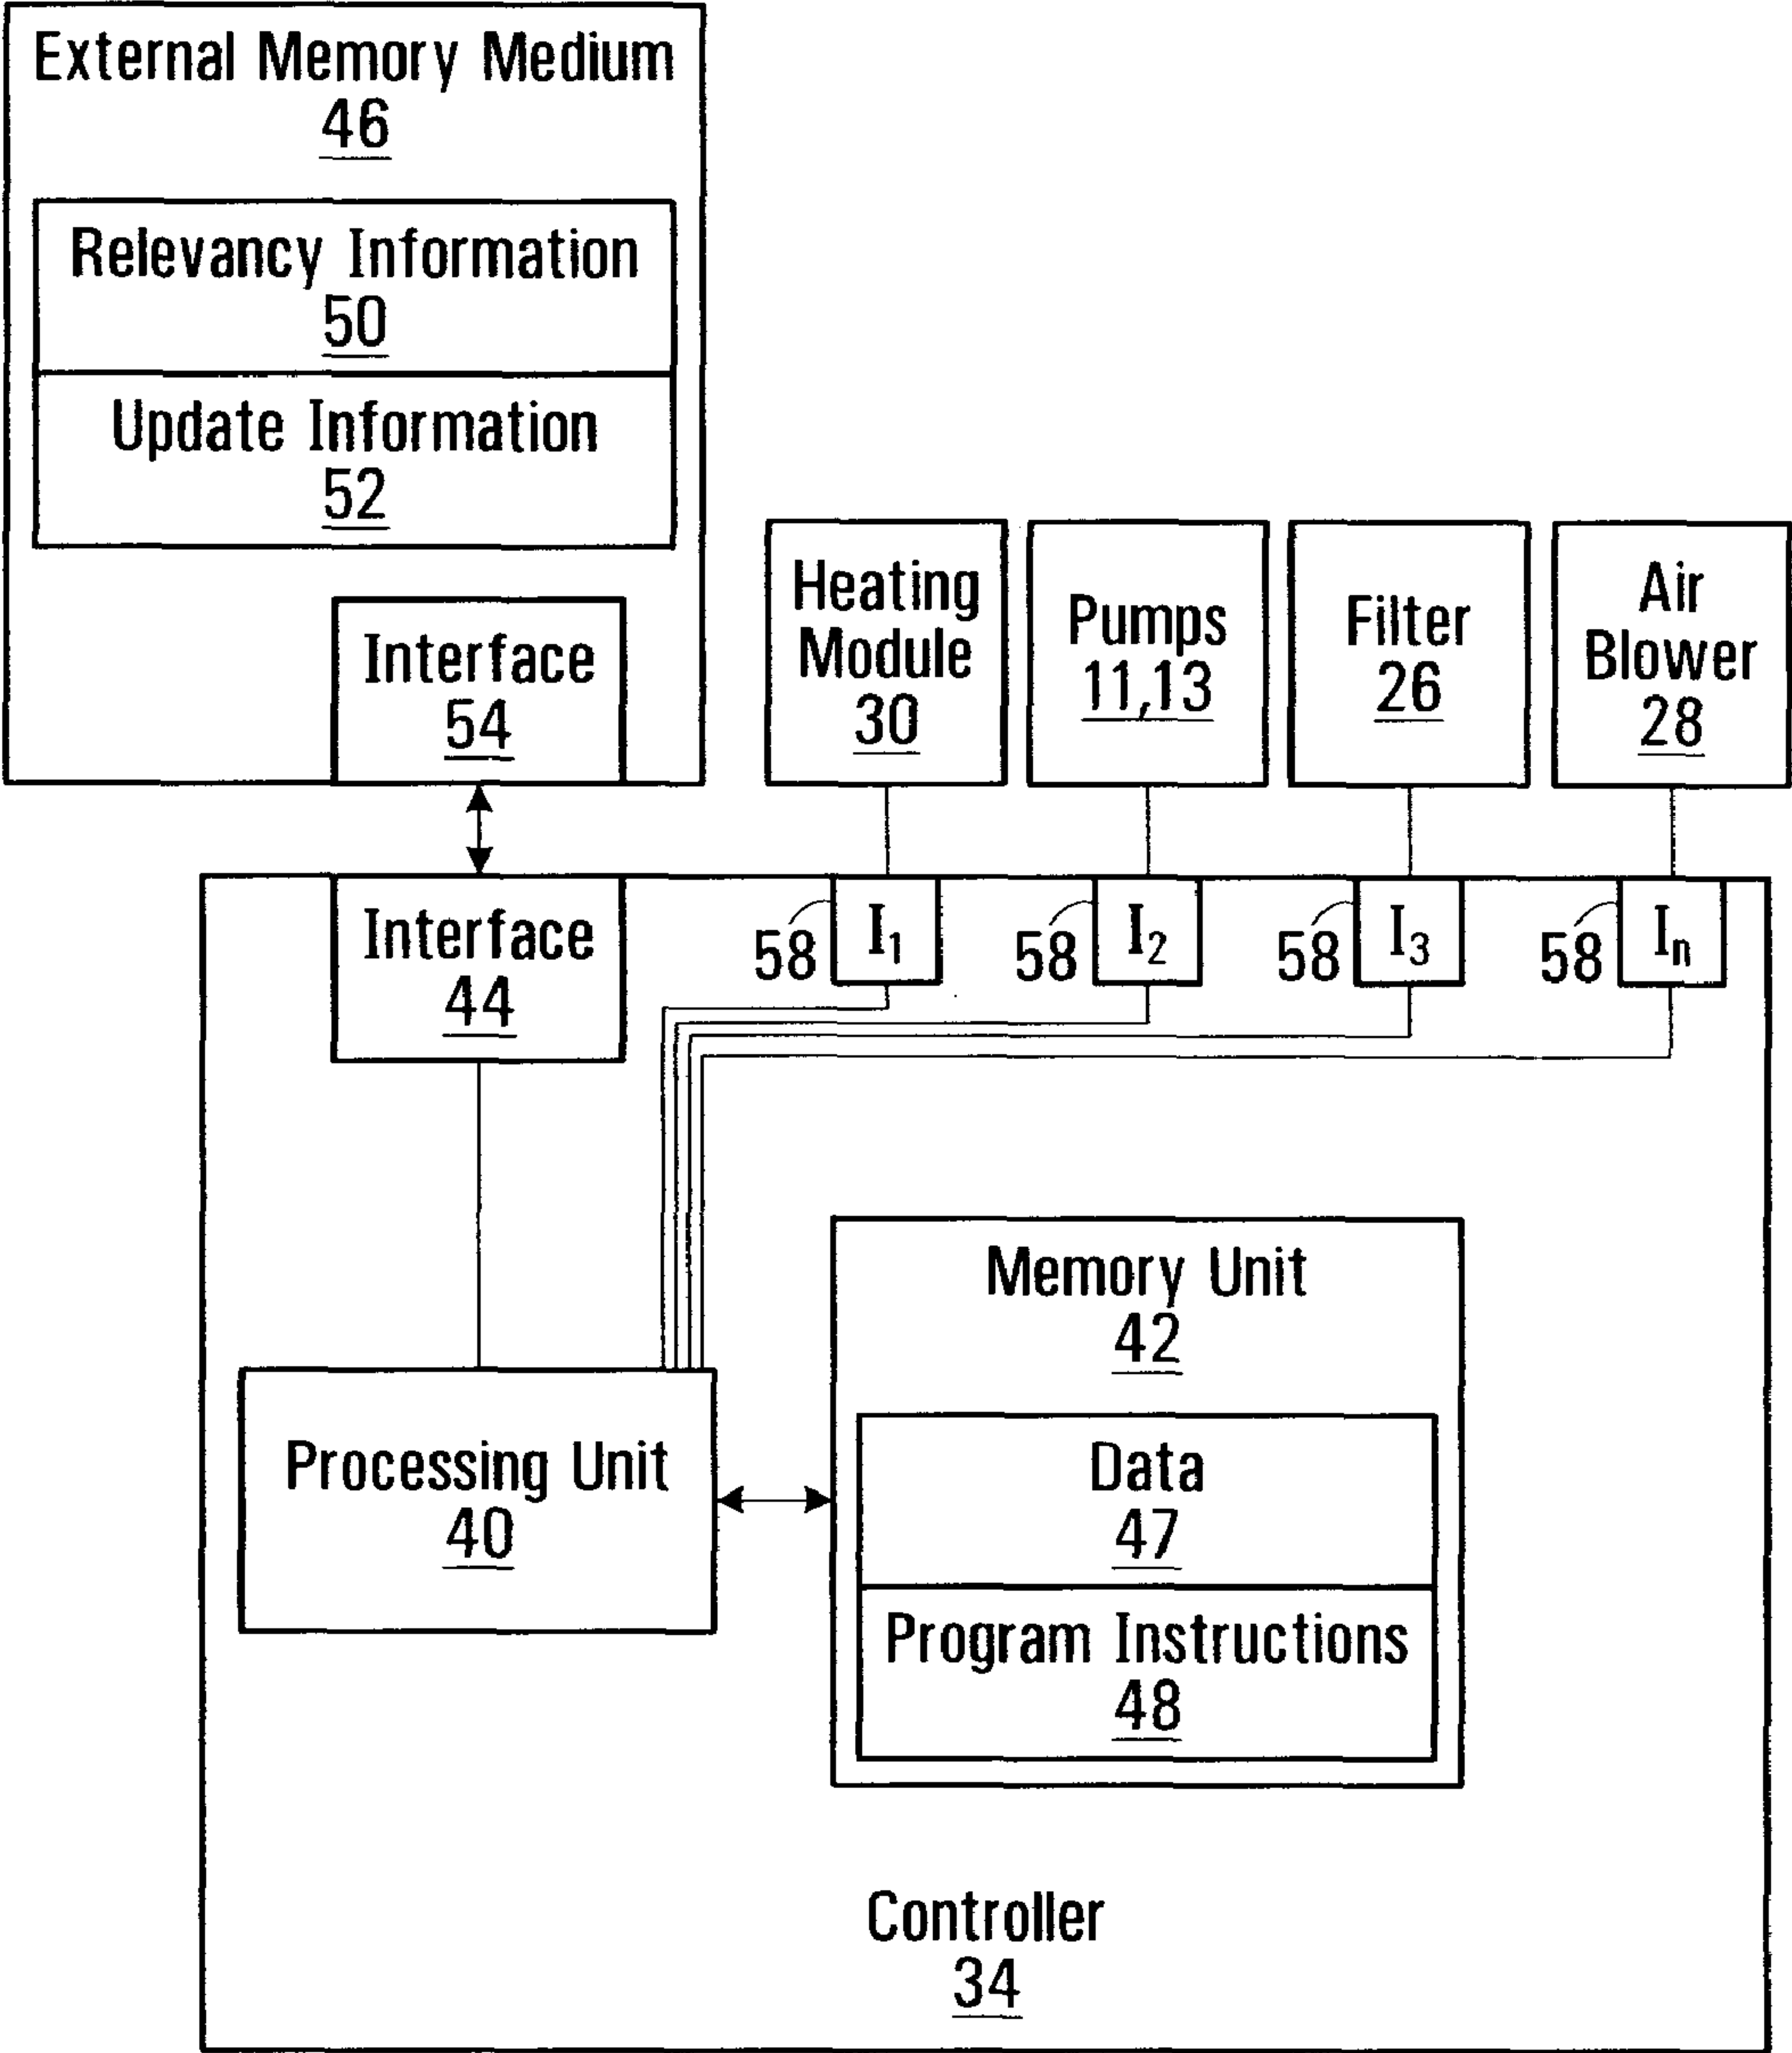 External Memory Medium
46
Relevancy Information
50
Update Information
52
Interface
54
Heating
Module
30
Pumps
11,13
Filter
26
Air
Blower
28
Interface
44
58
I1
58
I2
58
I3
58
In
Memory Unit
42
Processing Unit
40
Data
47
Program Instructions
48
Controller
34